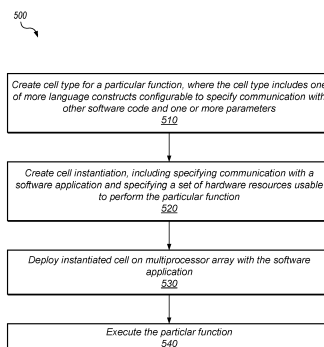 500
Create cell type for a particular function, where the cell type includes one
of more language constructs configurable to specify communication with
other software code and one or more parameters
510
Create cell instantiation, including specifying communication with a
software application and specifying a set of hardware resources usable
to perform the particular function
520
Deploy instantiated cell on multiprocessor array with the software
application
530
Execute the particlar function
540